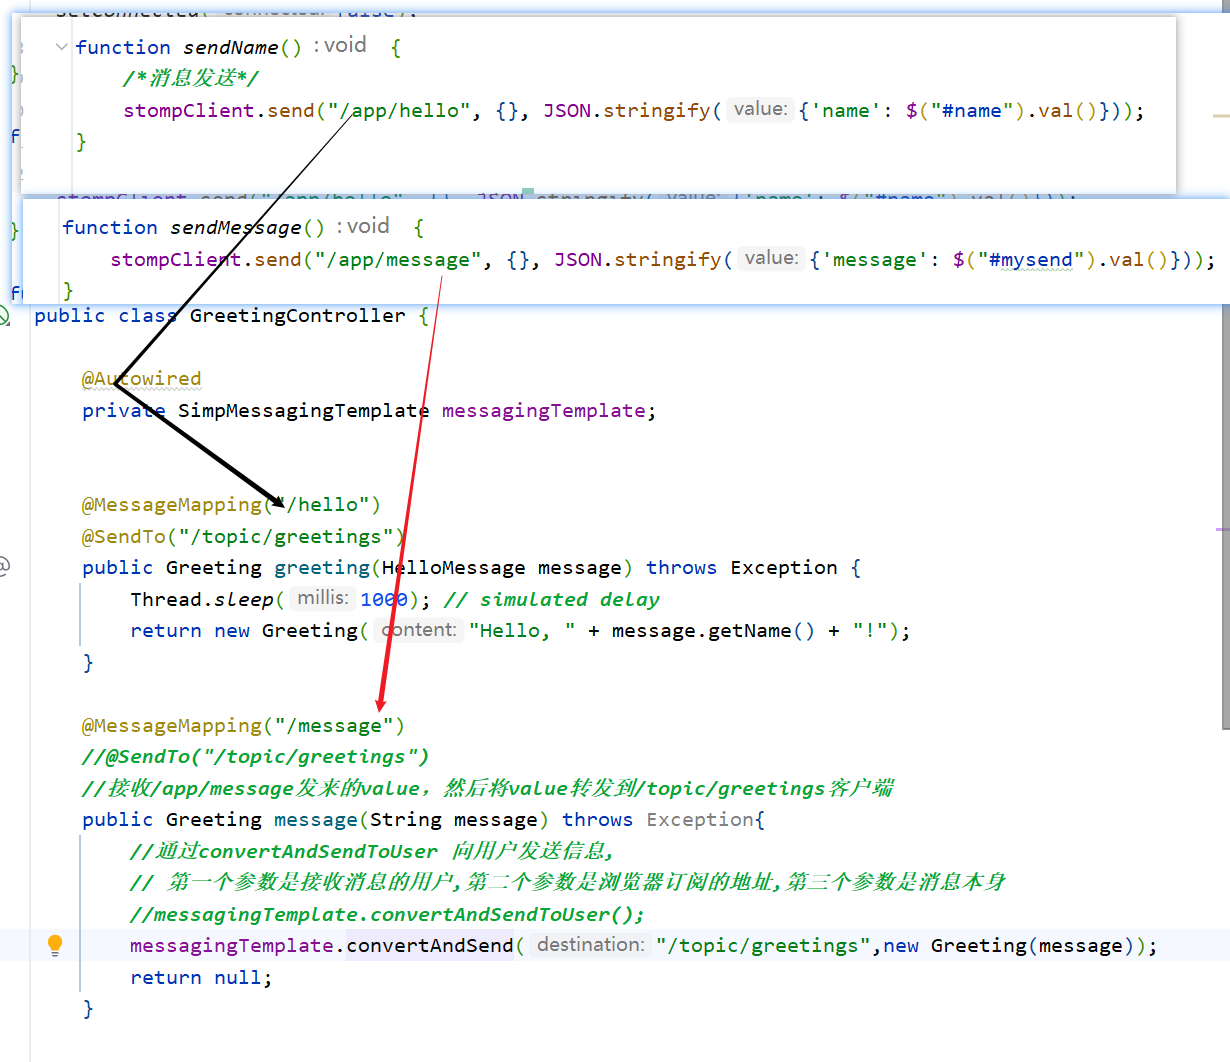 function sendName() : void {
/*消息发送*/
stompClient.send("/app/hello", {}, JSON.stringify( value: {'name': $("#name").val()}));
}
function sendMessage() : void {
stompClient.send("/app/message", {}, JSON.stringify( value: {'message': $("#mysend").val()}));
}
public class GreetingController {
@Autowired
private SimpMessagingTemplate messagingTemplate;
@MessageMapping("/hello")
@SendTo("/topic/greetings")
public Greeting greeting(HelloMessage message) throws Exception {
Thread.sleep( millis: 1000); // simulated delay
return new Greeting( content: "Hello, " + message.getName() + "!");
}
@MessageMapping("/message")
//@SendTo("/topic/greetings")
//接收/app/message发来的value，然后将value转发到/topic/greetings客户端
public Greeting message(String message) throws Exception{
//通过convertAndSendToUser 向用户发送信息,
// 第一个参数是接收消息的用户,第二个参数是浏览器订阅的地址,第三个参数是消息本身
//messagingTemplate.convertAndSendToUser();
messagingTemplate.convertAndSend( destination: "/topic/greetings",new Greeting(message));
return null;
}